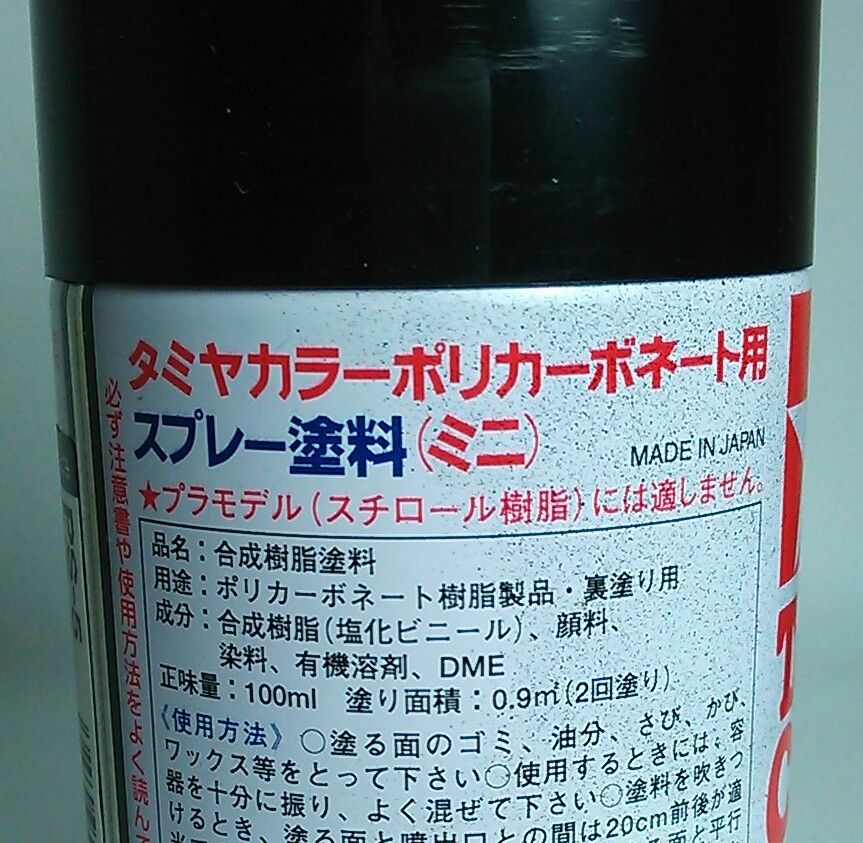 タミヤカラーポリカーボネート用
スプレー塗料(ミニ)
MADE IN JAPAN
★プラモデル(スチロール樹脂)には適しません。
品名:合成樹脂塗料
用途:ポリカーボネート樹脂製品・裏塗り用
成分:合成樹脂(塩化ビニール)、顔料、
染料、有機溶剤、DME
正味量:100ml 塗り面積:0.9㎡(2回塗り)
《使用方法》○塗る面のゴミ、油分、さび、かび、
ワックス等をとって下さい○使用するときには、容
器を十分に振り、よく混ぜて下さい○塗料を吹きつ
けるとき、塗る面と噴出口との間は20cm前後が適
面と平行
必ず注意書や使用方法をよく読んで
PS-5